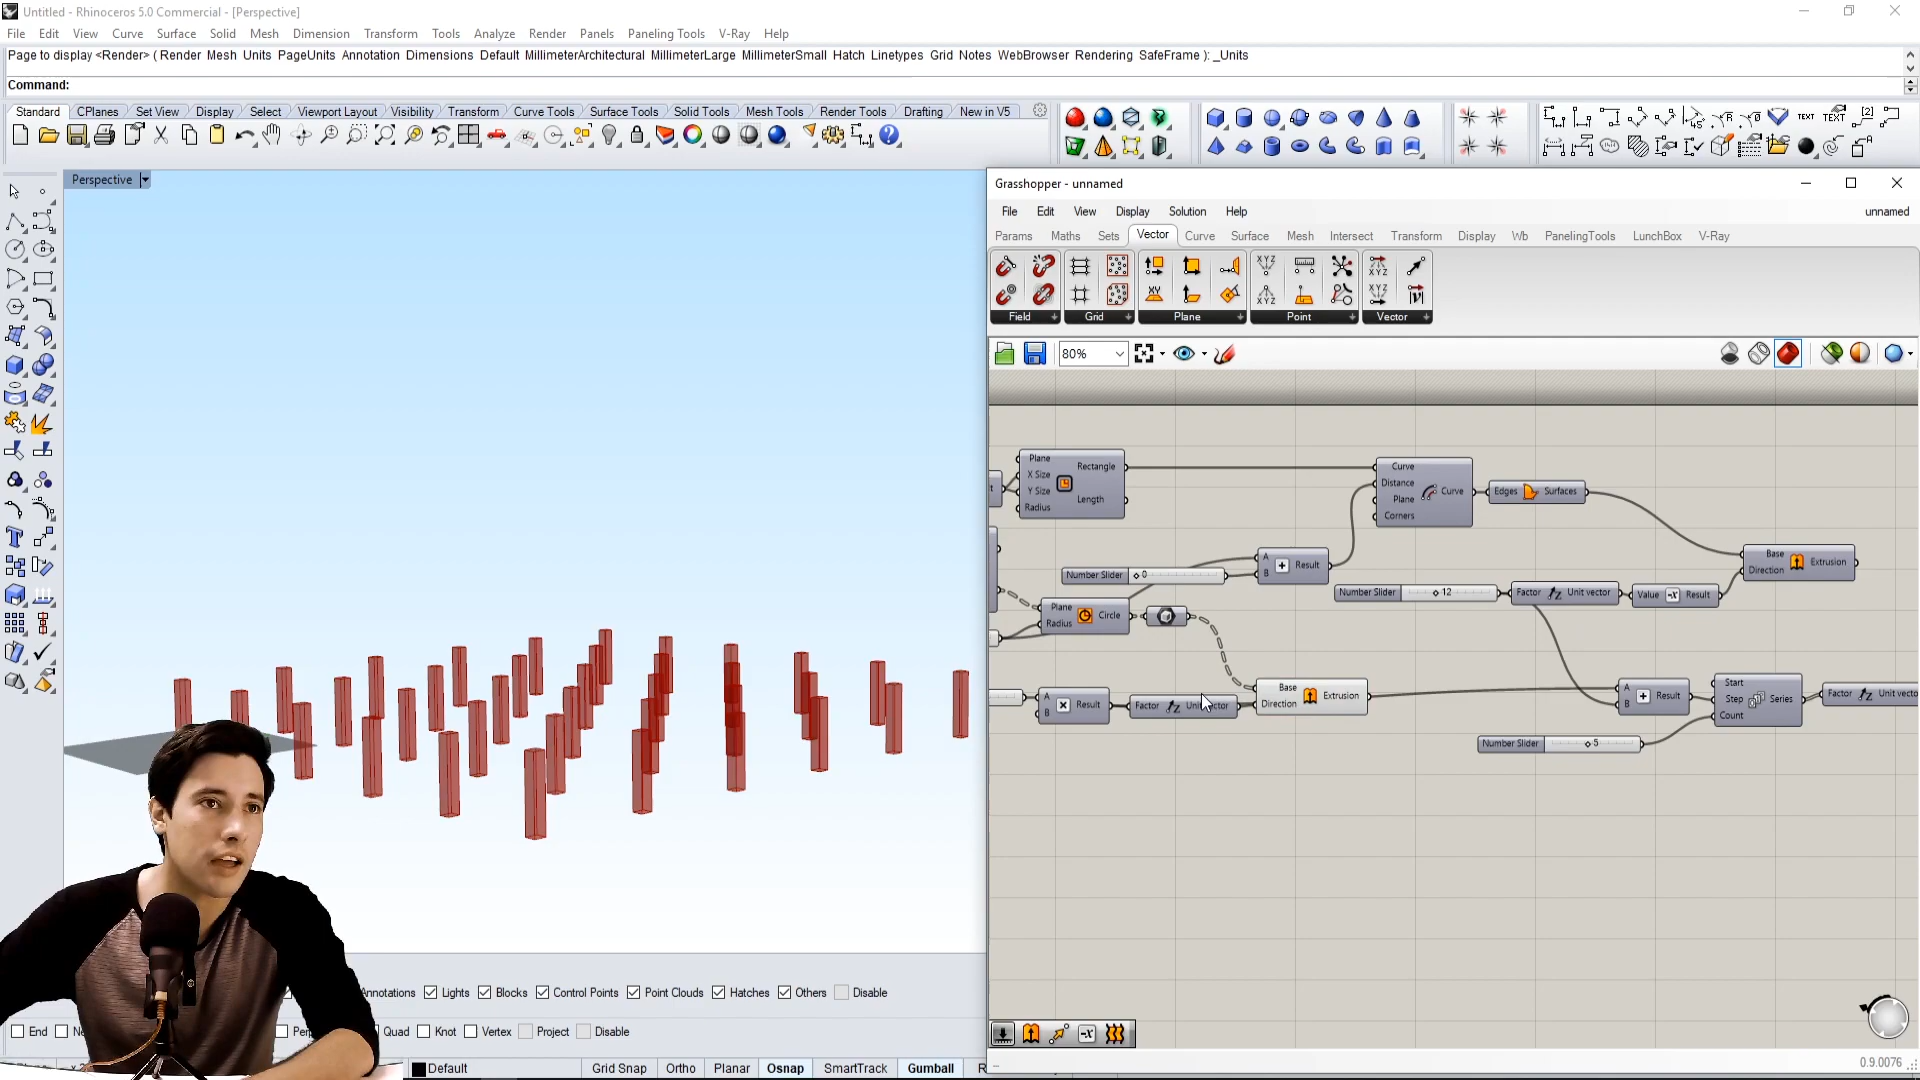 Untitled - Rhinoceros 5.0 Commercial - [Perspective]
File Edit View Curve Surface Solid Mesh Dimension Transform Tools Analyze Render Panels Paneling Tools V-Ray Help
Page to display <Render> ( Render Mesh Units PageUnits Annotation Dimensions Default MillimeterArchitectural MillimeterLarge MillimeterSmall Hatch Linetypes Grid Notes WebBrowser Rendering SafeFrame ): _Units
Command:
Standard CPlanes Set View Display Select Viewport Layout Visibility Transform Curve Tools Surface Tools Solid Tools Mesh Tools Render Tools Drafting New in V5
Perspective
Grasshopper - unnamed
File Edit View Display Solution Help unnamed
Params Maths Sets Vector Curve Surface Mesh Intersect Transform Display Wb PanelingTools LunchBox V-Ray
Field Grid Plane Point Vector
80%
Plane
X Size
Y Size
Radius
Rectangle
Length
Curve
Distance
Plane
Corners
Curve
Edges Surfaces
A
B
Result
Number Slider 0
Base
Direction
Extrusion
Number Slider 12
Factor Unit vector
Value -x Result
Plane
Radius
Circle
A
B
Result
Factor Unit vector
Base
Direction
Extrusion
A
B
Result
Start
Step
Count
Series
Factor Unit vecto
Number Slider 5
nnotations Lights Blocks Control Points Point Clouds Hatches Others Disable
End Quad Knot Vertex Project Disable
Default Grid Snap Ortho Planar Osnap SmartTrack Gumball
0.9.0076